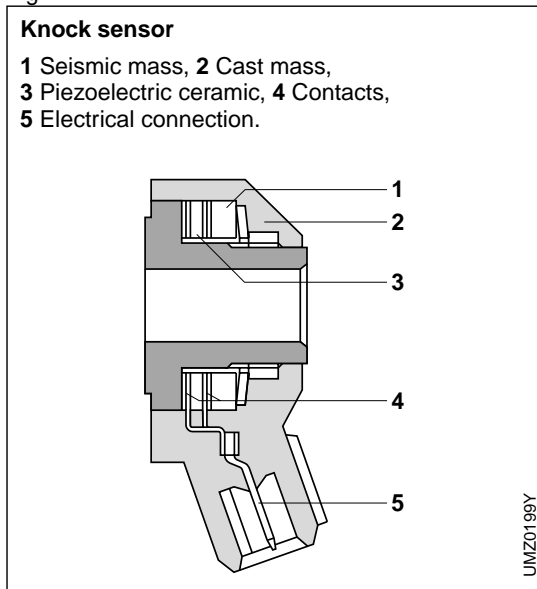 Knock sensor
1 Seismic mass, 2 Cast mass,
3 Piezoelectric ceramic, 4 Contacts,
5 Electrical connection.
1
2
3
4
5
UMZ0199Y